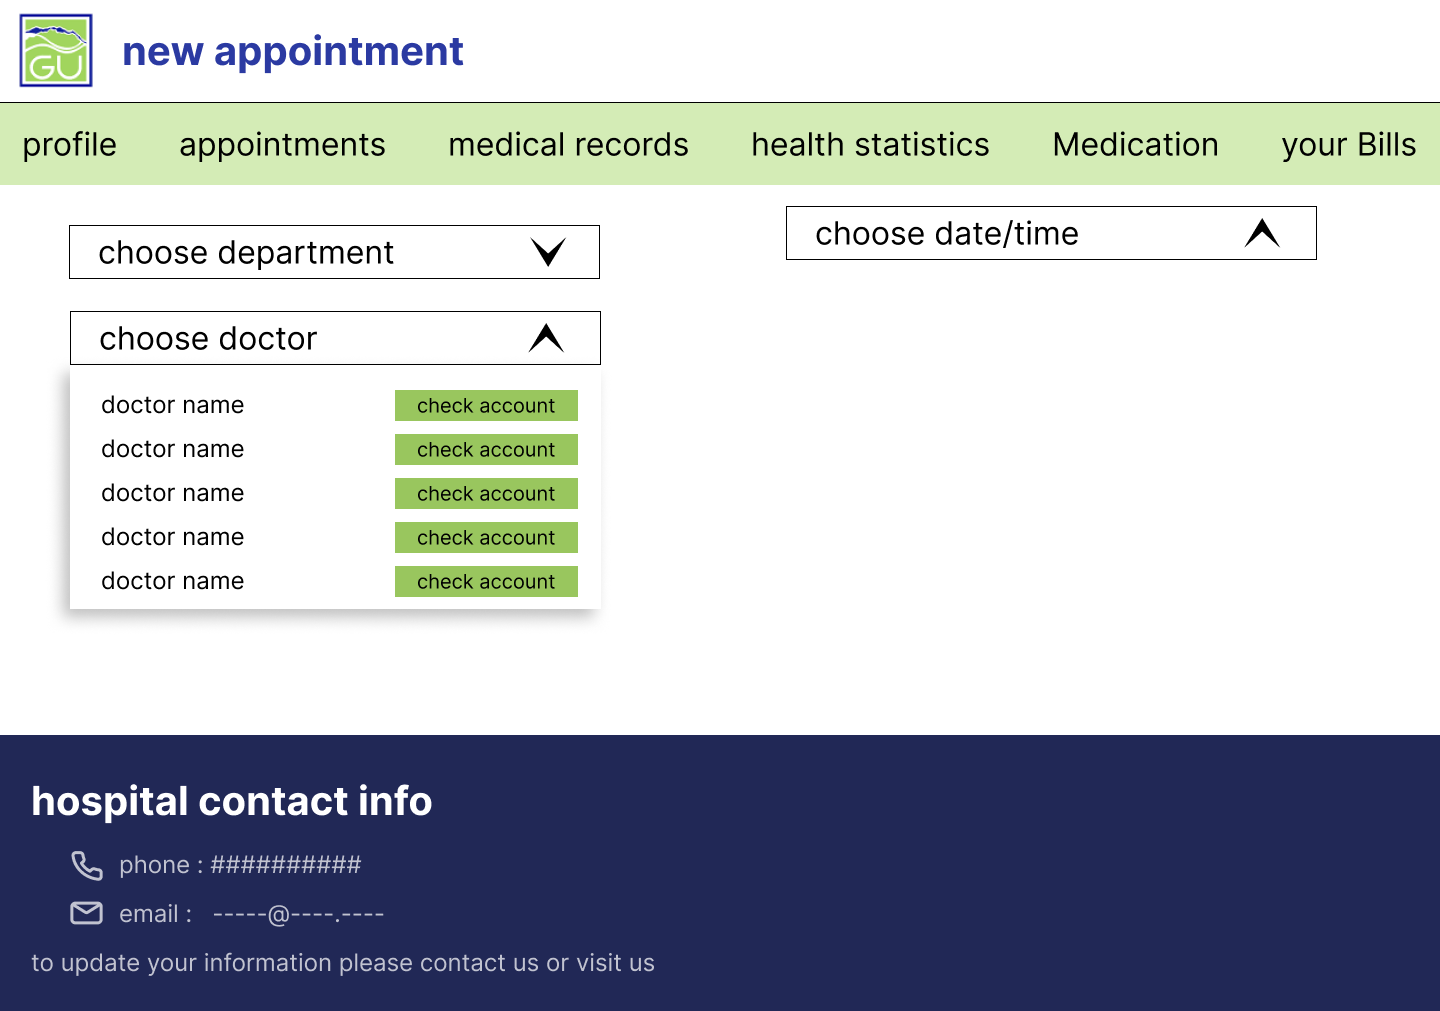 GU
new appointment
profile appointments medical records health statistics Medication your Bills
choose department
choose date/time
choose doctor
doctor name check account
doctor name check account
doctor name check account
doctor name check account
doctor name check account
hospital contact info
phone : ##########
email : -----@----.----
to update your information please contact us or visit us